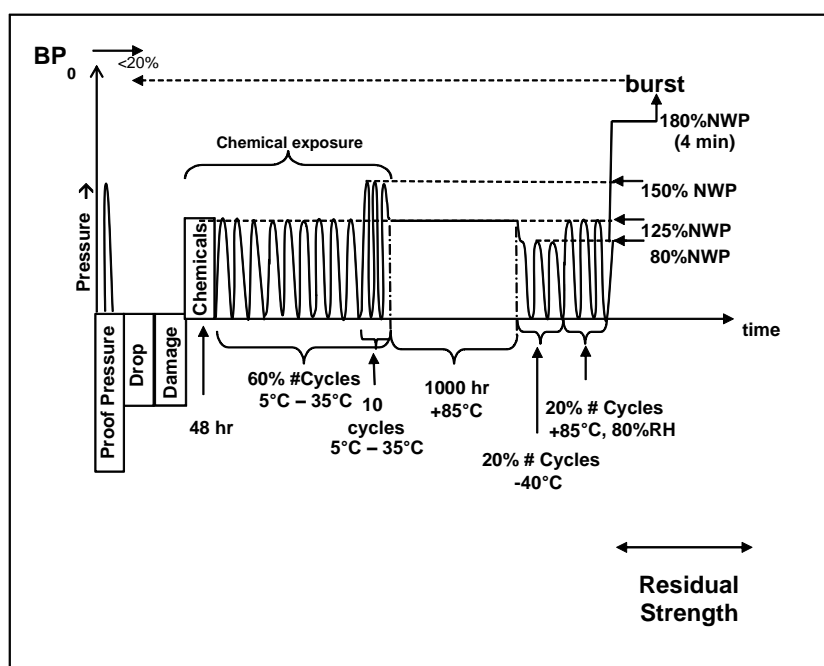 BP0
<20%
burst
180%NWP
(4 min)
Chemical exposure
150% NWP
125%NWP
80%NWP
Pressure →
Chemicals
time
Proof Pressure
Drop
Damage
48 hr
60% #Cycles
5°C – 35°C
10
cycles
5°C – 35°C
1000 hr
+85°C
20% # Cycles
-40°C
20% # Cycles
+85°C, 80%RH
Residual
Strength